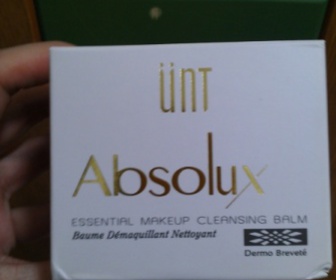 ünT
Absolux
ESSENTIAL MAKEUP CLEANSING BALM
Baume Démaquillant Nettoyant
Dermo Breveté